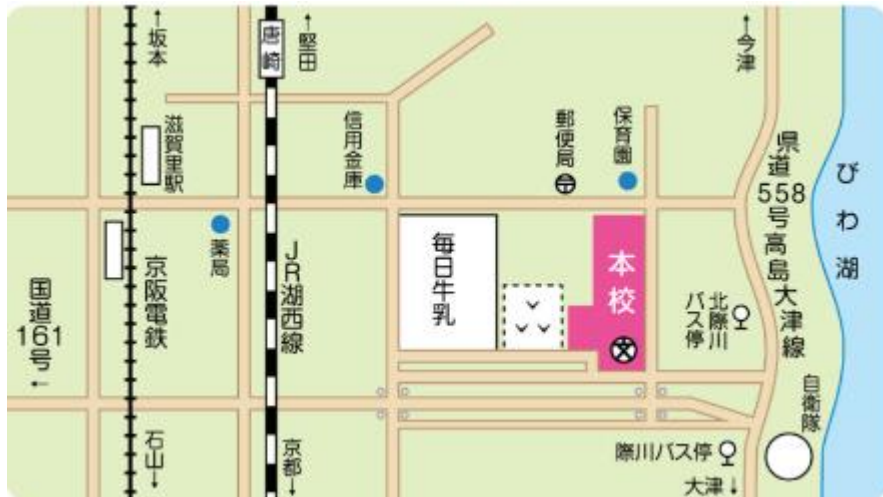 ↑坂本
唐崎
↑堅田
↑今津
滋賀里駅
信用金庫
郵便局
保育園
県道558号高島大津線
びわ湖
薬局
毎日牛乳
本校
京阪電鉄
JR湖西線
国道161号←
北際川バス停
自衛隊
石山↓
京都↓
際川バス停
大津↓